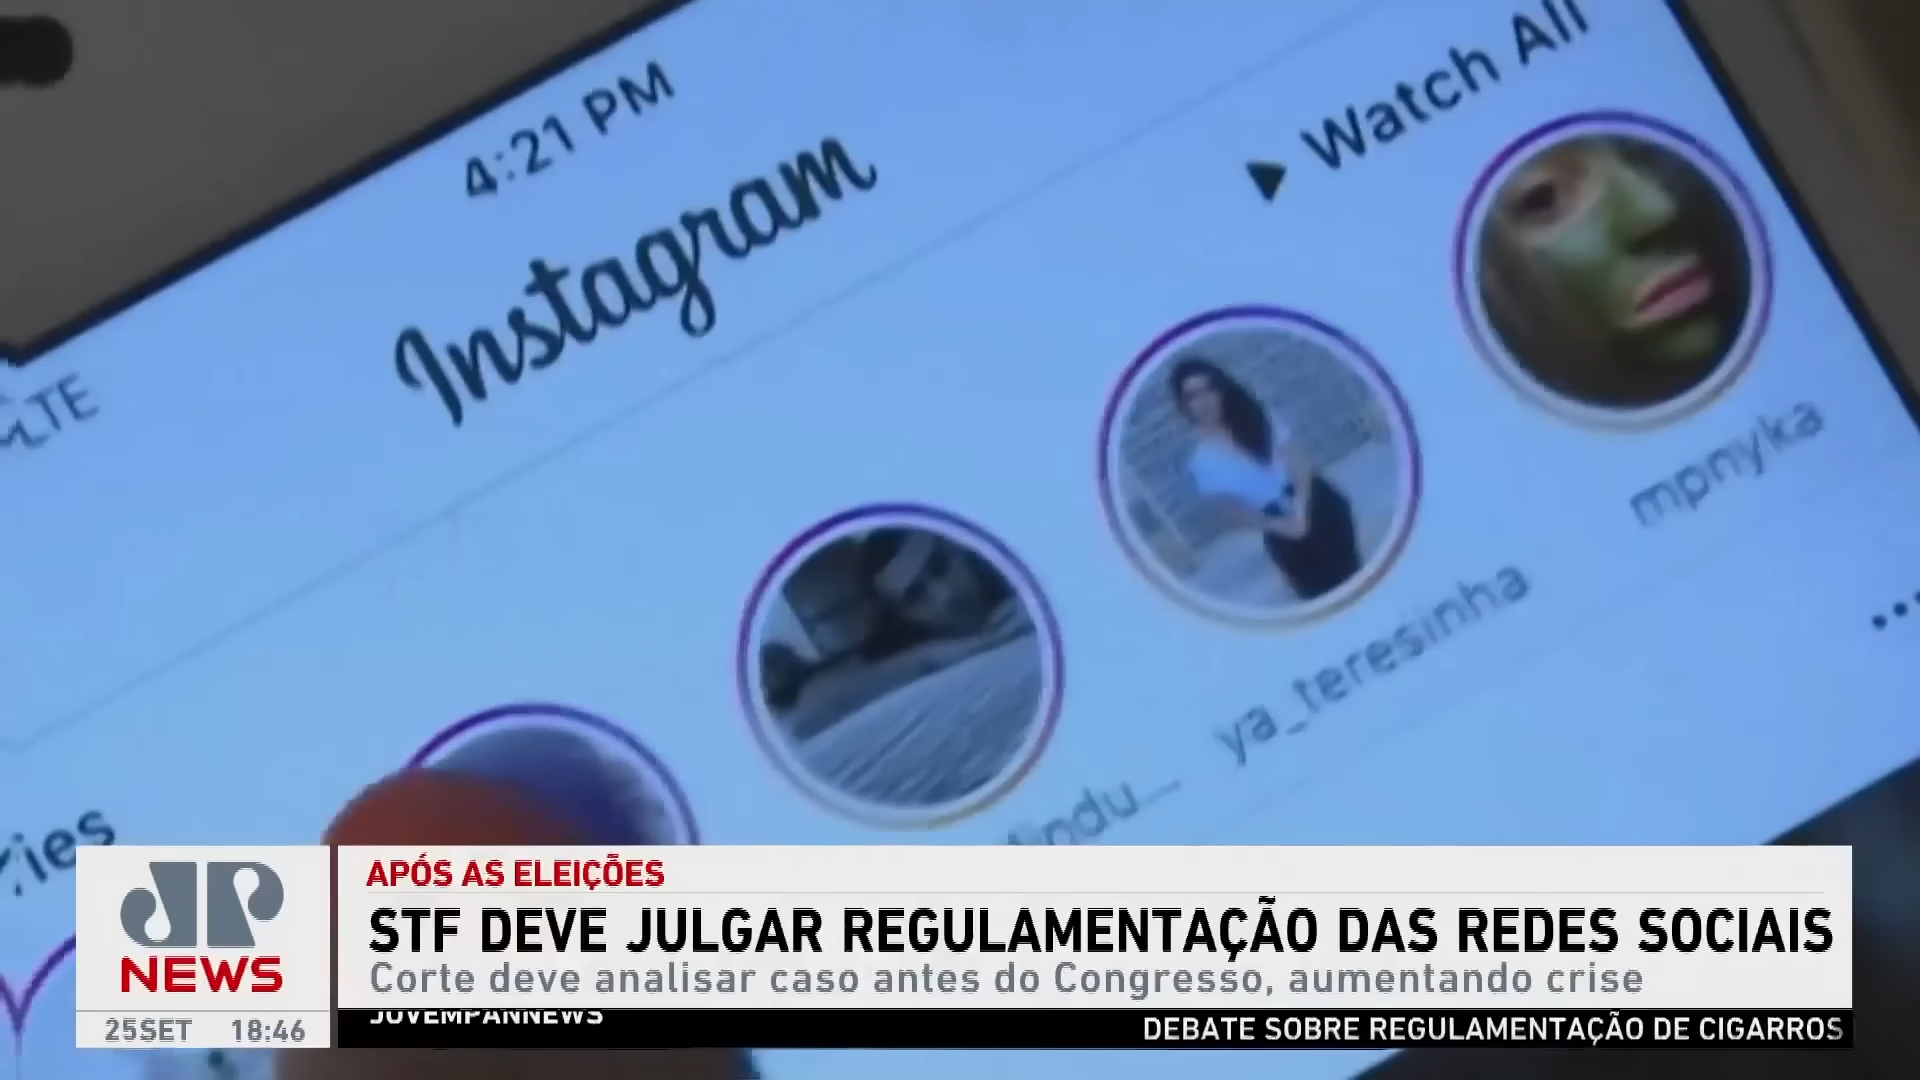 4:21 PM
LTE
Instagram
Watch All
mpnyka
ya_teresinha
APÓS AS ELEIÇÕES
STF DEVE JULGAR REGULAMENTAÇÃO DAS REDES SOCIAIS
Corte deve analisar caso antes do Congresso, aumentando crise
JP
NEWS
25SET 18:46
JOVEMPANNEWS
DEBATE SOBRE REGULAMENTAÇÃO DE CIGARROS